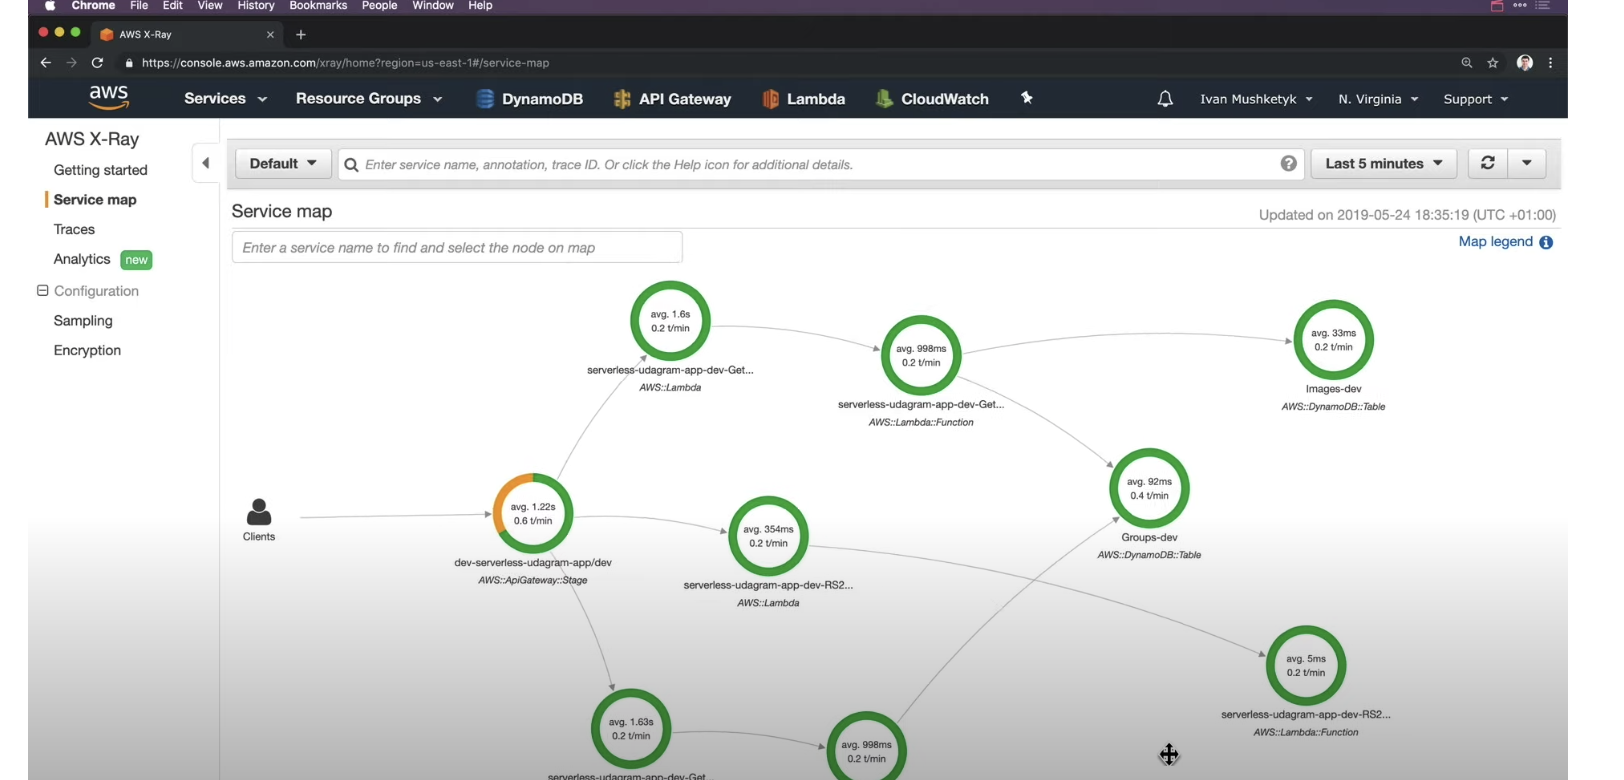 Chrome File Edit View History Bookmarks People Window Help
AWS X-Ray
https://console.aws.amazon.com/xray/home?region=us-east-1#/service-map
aws Services Resource Groups DynamoDB API Gateway Lambda CloudWatch Ivan Mushketyk N. Virginia Support
AWS X-Ray
Getting started
Service map
Traces
Analytics new
Configuration
Sampling
Encryption
Default Enter service name, annotation, trace ID. Or click the Help icon for additional details. Last 5 minutes
Service map
Updated on 2019-05-24 18:35:19 (UTC +01:00)
Enter a service name to find and select the node on map
Map legend
avg. 1.6s
0.2 t/min
serverless-udagram-app-dev-Get...
AWS::Lambda
avg. 998ms
0.2 t/min
serverless-udagram-app-dev-Get...
AWS::Lambda::Function
avg. 33ms
0.2 t/min
Images-dev
AWS::DynamoDB::Table
avg. 92ms
0.4 t/min
Groups-dev
AWS::DynamoDB::Table
Clients
avg. 1.22s
0.6 t/min
dev-serverless-udagram-app/dev
AWS::ApiGateway::Stage
avg. 354ms
0.2 t/min
serverless-udagram-app-dev-RS2...
AWS::Lambda
avg. 5ms
0.2 t/min
serverless-udagram-app-dev-RS2...
AWS::Lambda::Function
avg. 1.63s
0.2 t/min
serverless-udagram-app-dev-Get
avg. 998ms
0.2 t/min